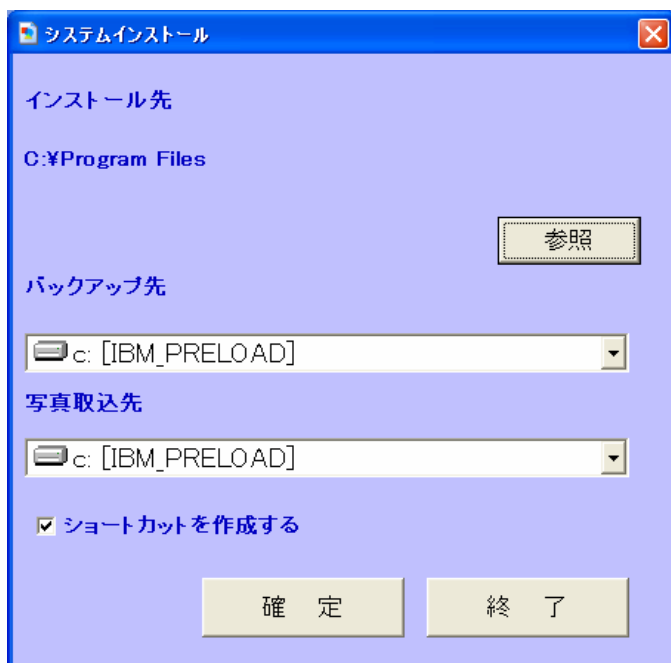 システムインストール
インストール先
C:¥Program Files
参照
バックアップ先
c: [IBM_PRELOAD]
写真取込先
c: [IBM_PRELOAD]
ショートカットを作成する
確　定　　終　了